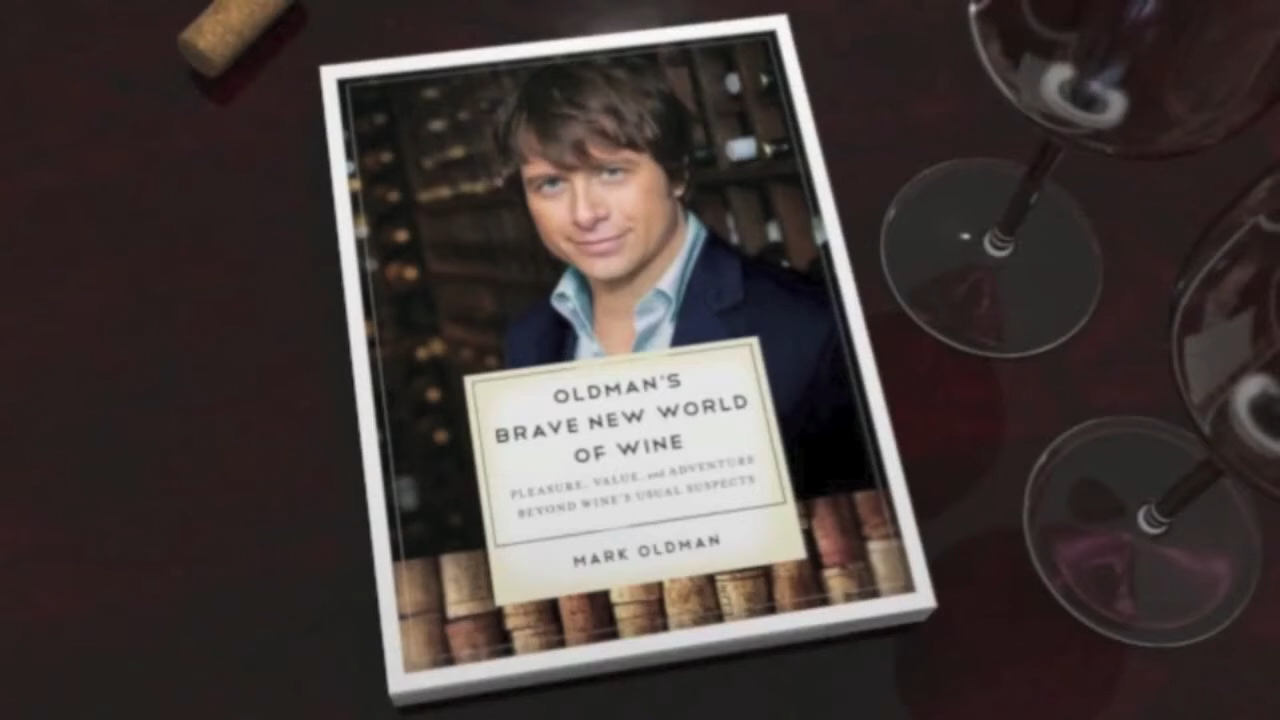 OLDMAN'S
BRAVE NEW WORLD
OF WINE
PLEASURE, VALUE, and ADVENTURE
BEYOND WINE'S USUAL SUSPECTS
MARK OLDMAN